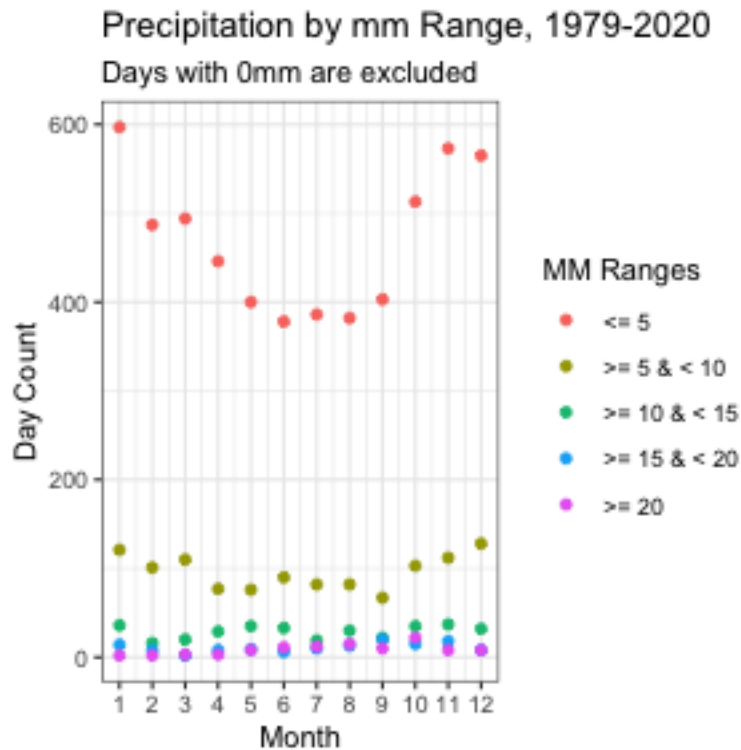 Precipitation by mm Range, 1979-2020
Days with 0mm are excluded
600
400
200
0
Day Count
1 2 3 4 5 6 7 8 9 10 11 12
Month
MM Ranges
<= 5
>= 5 & < 10
>= 10 & < 15
>= 15 & < 20
>= 20